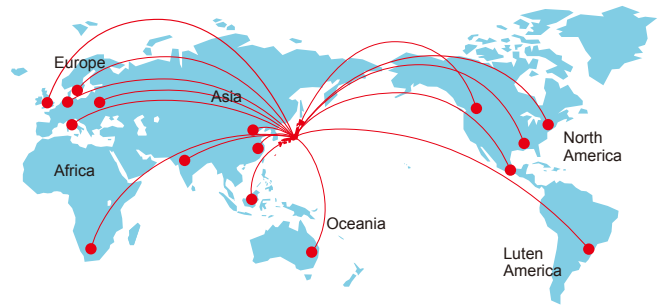 Europe
Asia
Africa
Oceania
North
America
Luten
America